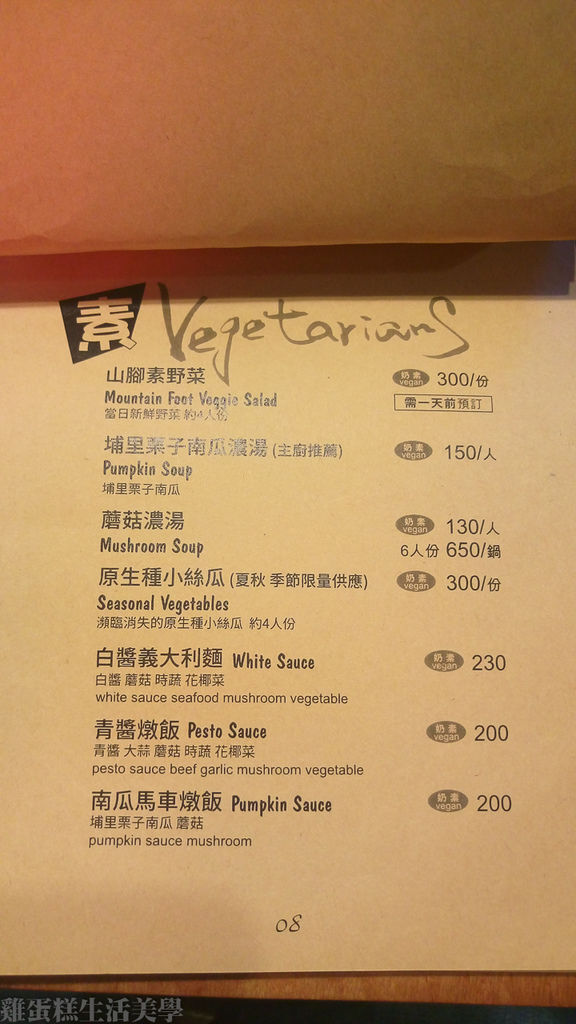 素 Vegetarians
山腳素野菜 奶素 vegan 300/份
Mountain Foot Veggie Salad 需一天前預訂
當日新鮮野菜 約4人份
埔里栗子南瓜濃湯 (主廚推薦) 奶素 vegan 150/人
Pumpkin Soup
埔里栗子南瓜
蘑菇濃湯 奶素 vegan 130/人
Mushroom Soup 6人份 650/鍋
原生種小絲瓜 (夏秋 季節限量供應) 奶素 vegan 300/份
Seasonal Vegetables
瀕臨消失的原生種小絲瓜 約4人份
白醬義大利麵 White Sauce 奶素 vegan 230
白醬 蘑菇 時蔬 花椰菜
white sauce seafood mushroom vegetable
青醬燉飯 Pesto Sauce 奶素 vegan 200
青醬 大蒜 蘑菇 時蔬 花椰菜
pesto sauce beef garlic mushroom vegetable
南瓜馬車燉飯 Pumpkin Sauce 奶素 vegan 200
埔里栗子南瓜 蘑菇
pumpkin sauce mushroom
08
雞蛋糕生活美學